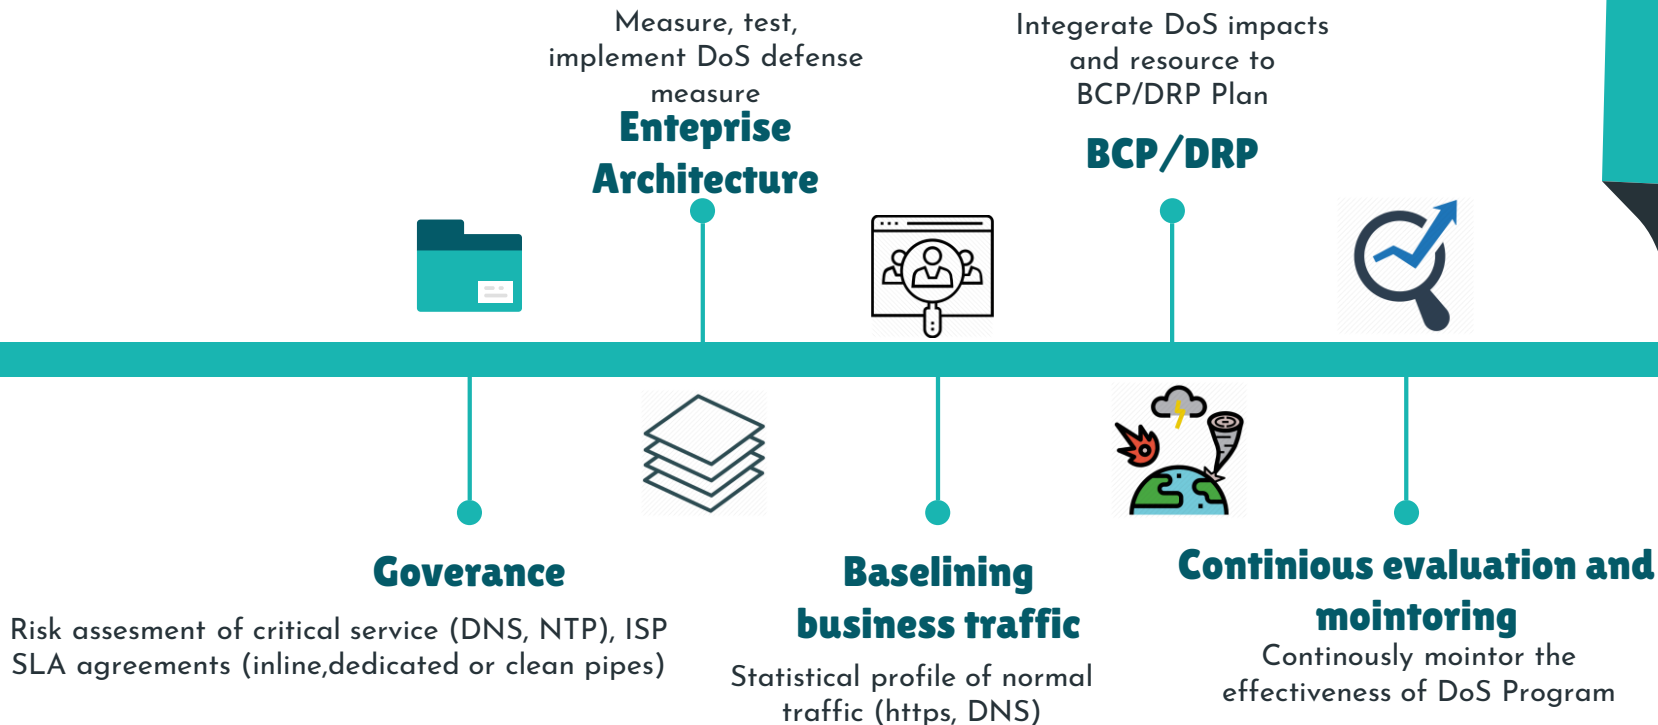 Measure, test,
implement DoS defense
measure
Enteprise
Architecture
Integerate DoS impacts
and resource to
BCP/DRP Plan
BCP/DRP
Goverance
Risk assesment of critical service (DNS, NTP), ISP
SLA agreements (inline,dedicated or clean pipes)
Baselining
business traffic
Statistical profile of normal
traffic (https, DNS)
Continious evaluation and
mointoring
Continously mointor the
effectiveness of DoS Program